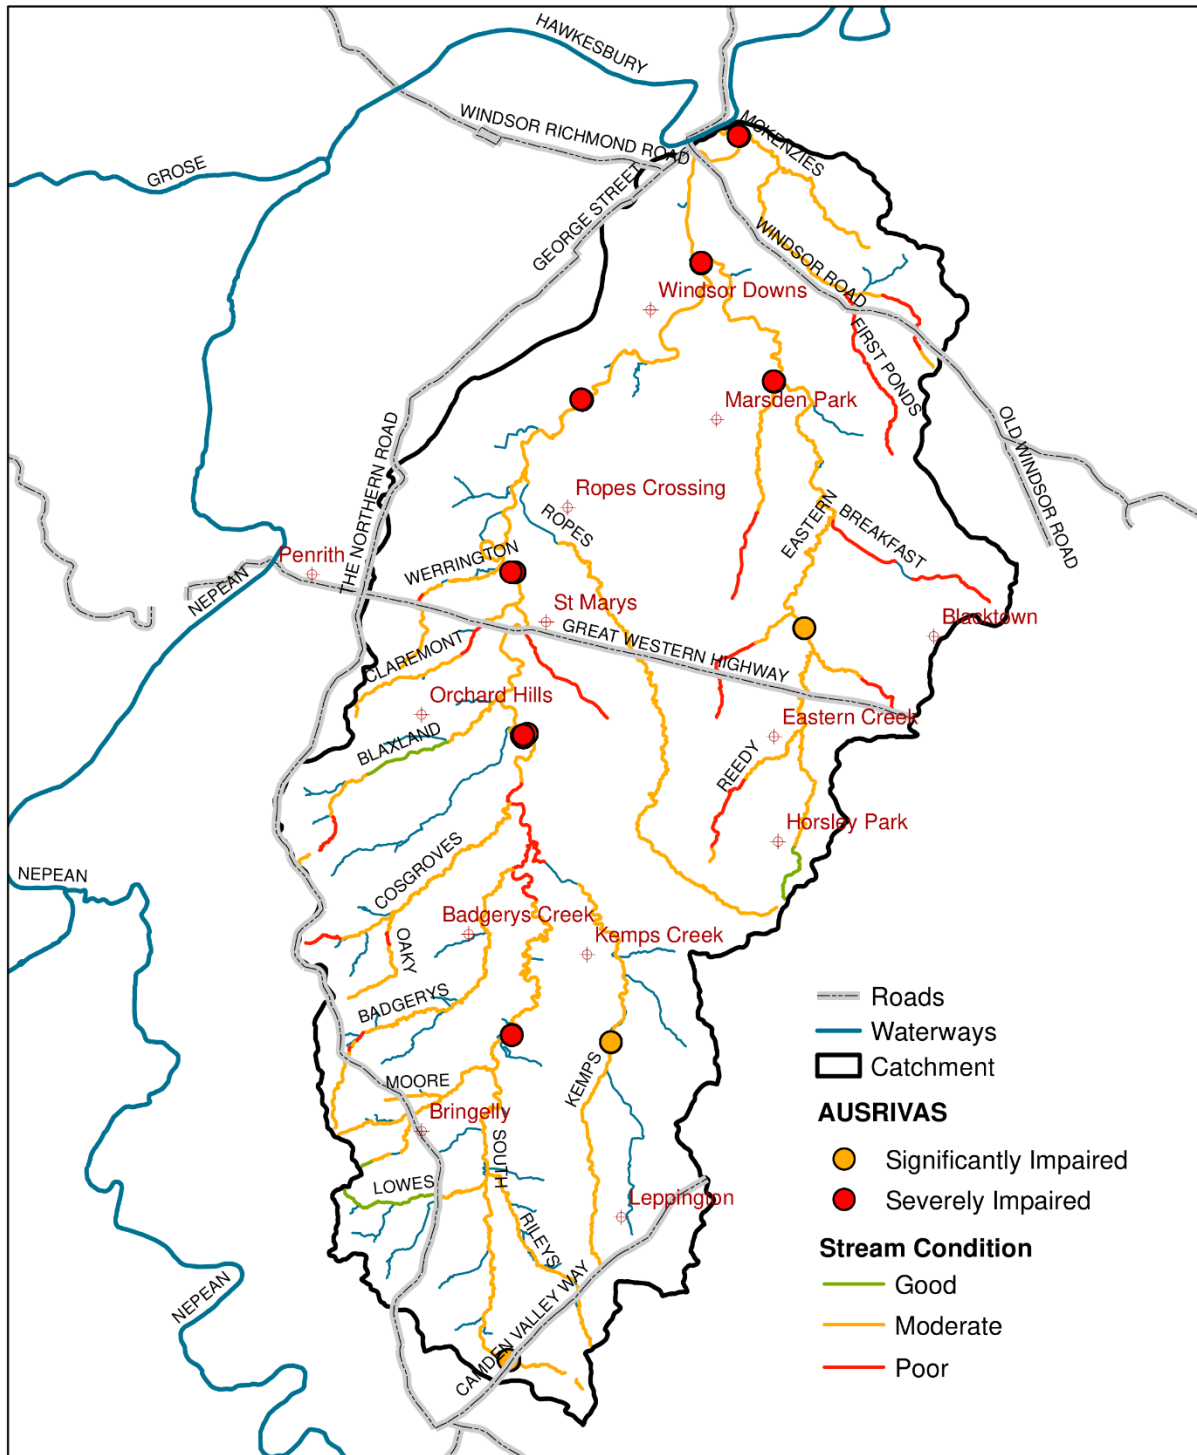 HAWKESBURY
WINDSOR RICHMOND ROAD
MCKENZIES
GROSE
GEORGE STREET
WINDSOR ROAD
Windsor Downs
FIRST PONDS
Marsden Park
OLD WINDSOR ROAD
THE NORTHERN ROAD
Ropes Crossing
ROPES
EASTERN
BREAKFAST
Penrith
WERRINGTON
NEPEAN
St Marys
GREAT WESTERN HIGHWAY
Blacktown
CLAREMONT
Orchard Hills
BLAXLAND
Eastern Creek
REEDY
Horsley Park
NEPEAN
COSGROVES
Badgerys Creek
OAKY
Kemps Creek
BADGERYS
Roads
Waterways
Catchment
KEMPS
MOORE
Bringelly
AUSRIVAS
SOUTH
Significantly Impaired
LOWES
Leppington
Severely Impaired
RILEYS
Stream Condition
NEPEAN
CAMDEN VALLEY WAY
Good
Moderate
Poor